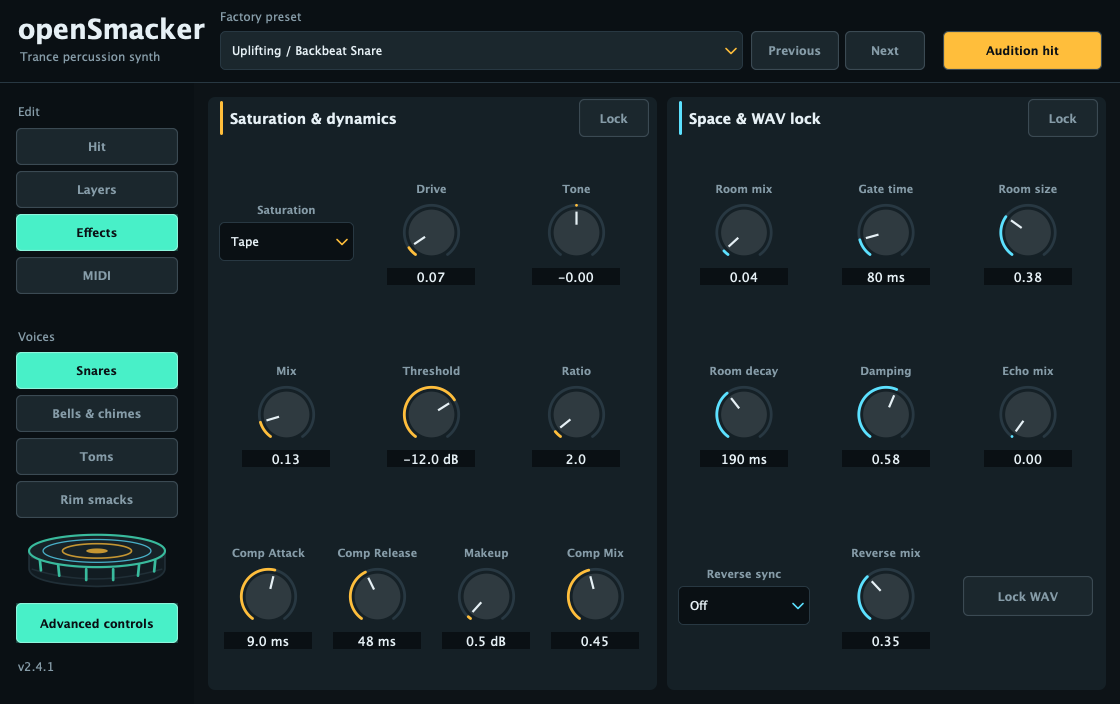 openSmacker
Trance percussion synth
Factory preset
Uplifting / Backbeat Snare
Previous
Next
Audition hit
Edit
Hit
Layers
Effects
MIDI
Voices
Snares
Bells & chimes
Toms
Rim smacks
Advanced controls
v2.4.1
Saturation & dynamics
Lock
Saturation
Tape
Drive
0.07
Tone
-0.00
Mix
0.13
Threshold
-12.0 dB
Ratio
2.0
Comp Attack
9.0 ms
Comp Release
48 ms
Makeup
0.5 dB
Comp Mix
0.45
Space & WAV lock
Lock
Room mix
0.04
Gate time
80 ms
Room size
0.38
Room decay
190 ms
Damping
0.58
Echo mix
0.00
Reverse sync
Off
Reverse mix
0.35
Lock WAV